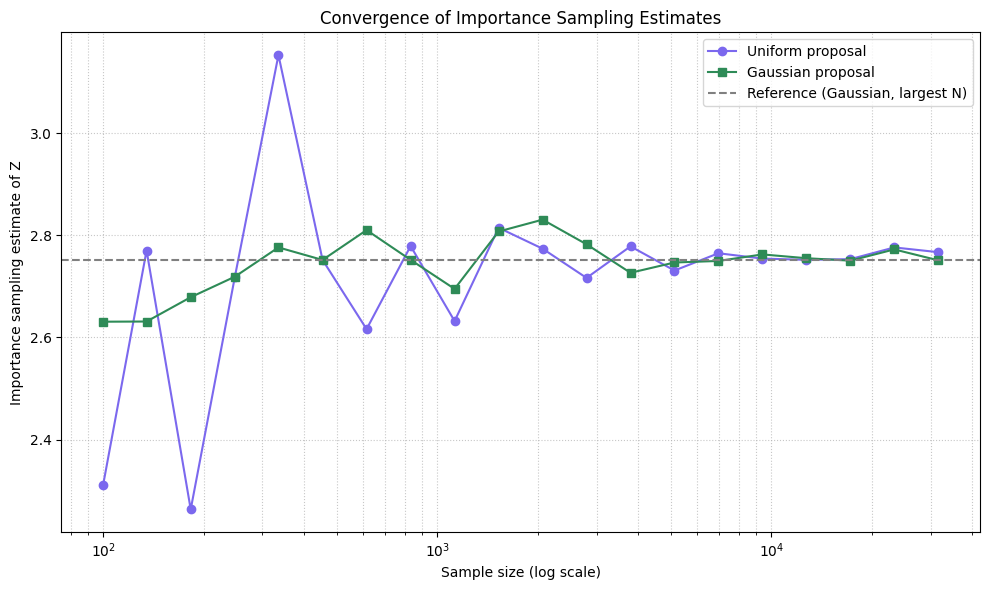 Convergence of Importance Sampling Estimates
Uniform proposal
Gaussian proposal
Reference (Gaussian, largest N)
Importance sampling estimate of Z
3.0
2.8
2.6
2.4
10²
10³
10⁴
Sample size (log scale)